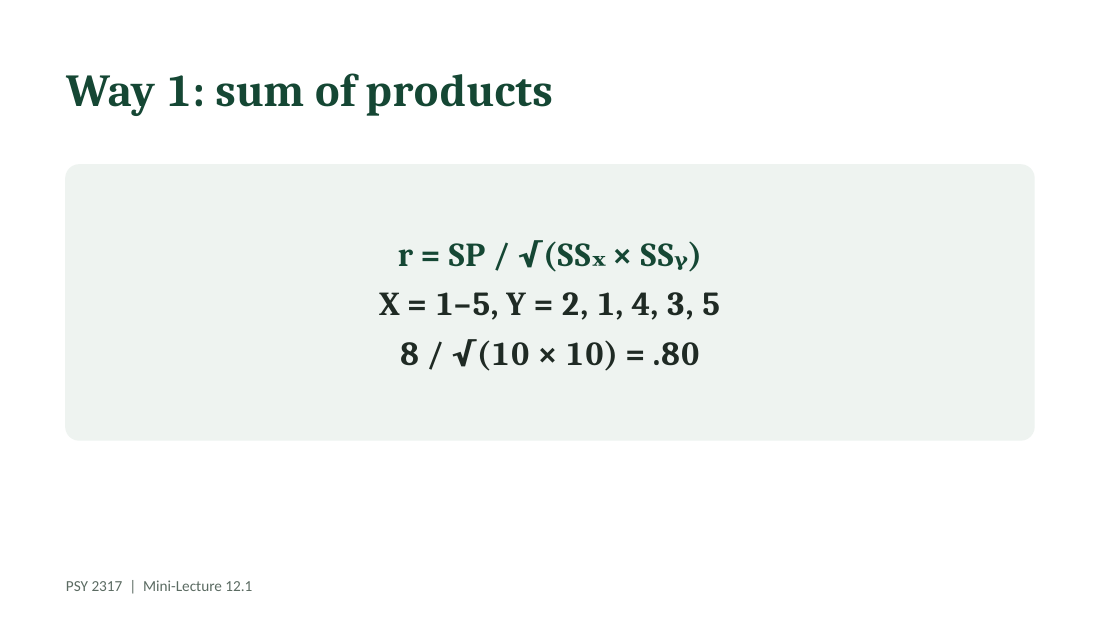 Way 1: sum of products
r = SP / √(SSₓ × SSᵧ)
X = 1–5, Y = 2, 1, 4, 3, 5
8 / √(10 × 10) = .80
PSY 2317 | Mini-Lecture 12.1